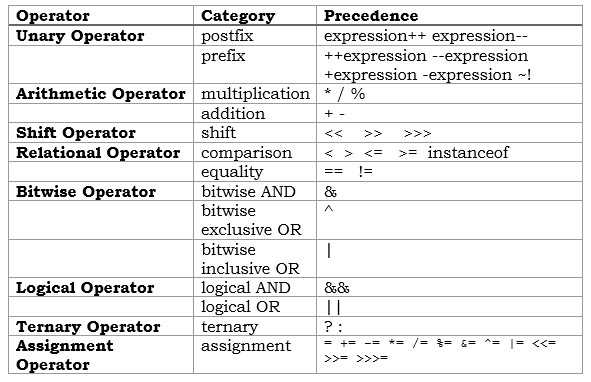 Operator Category Precedence
Unary Operator postfix expression++ expression--
prefix ++expression --expression
+expression -expression ~!
Arithmetic Operator multiplication * / %
addition + -
Shift Operator shift << >> >>>
Relational Operator comparison < > <= >= instanceof
equality == !=
Bitwise Operator bitwise AND &
bitwise ^
exclusive OR
bitwise |
inclusive OR
Logical Operator logical AND &&
logical OR ||
Ternary Operator ternary ? :
Assignment assignment = += -= *= /= %= &= ^= |= <<=
Operator >>= >>>=